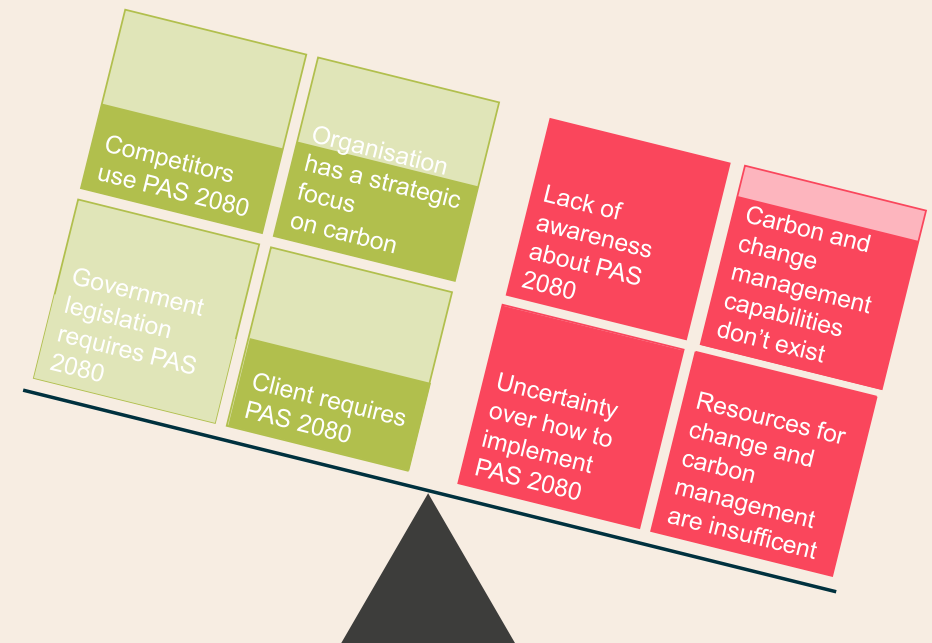 Competitors
use PAS 2080
Organisation
has a strategic
focus
on carbon
Government
legislation
requires PAS
2080
Client requires
PAS 2080
Lack of
awareness
about PAS
2080
Carbon and
change
management
capabilities
don’t exist
Uncertainty
over how to
implement
PAS 2080
Resources for
change and
carbon
management
are insufficent